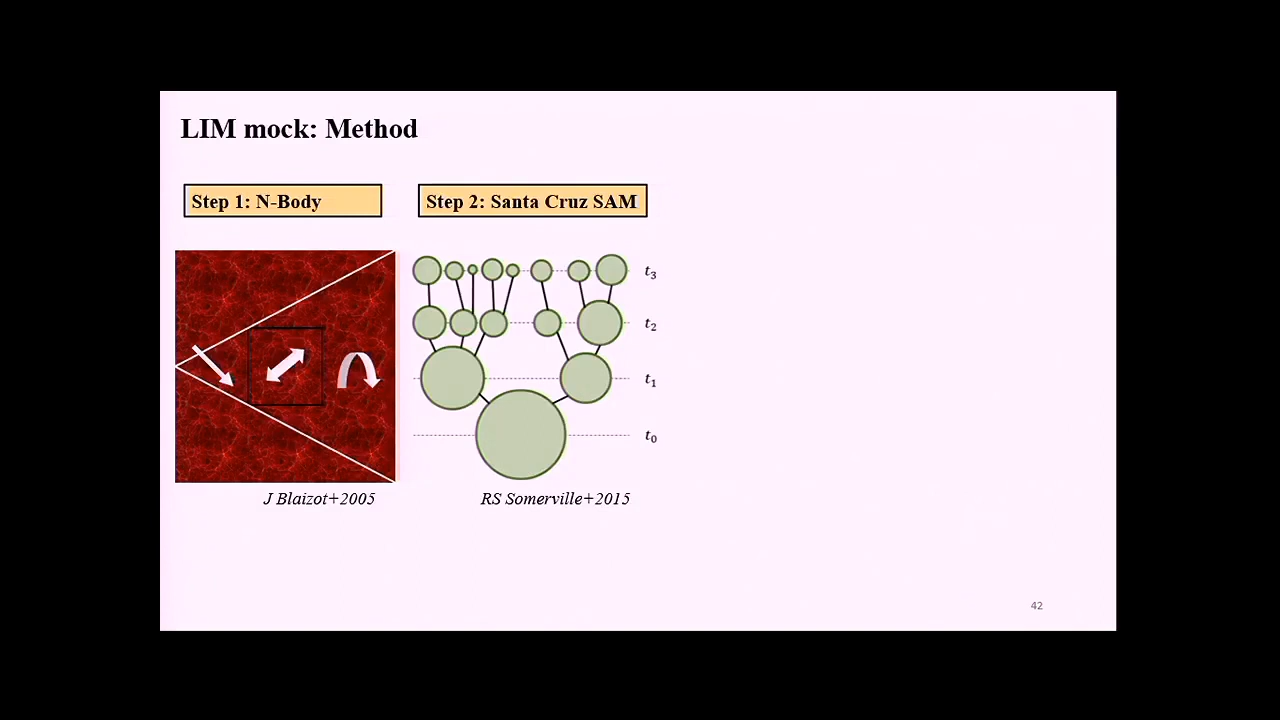 LIM mock: Method
Step 1: N-Body
Step 2: Santa Cruz SAM
t₃
t₂
t₁
t₀
J Blaizot+2005
RS Somerville+2015
42